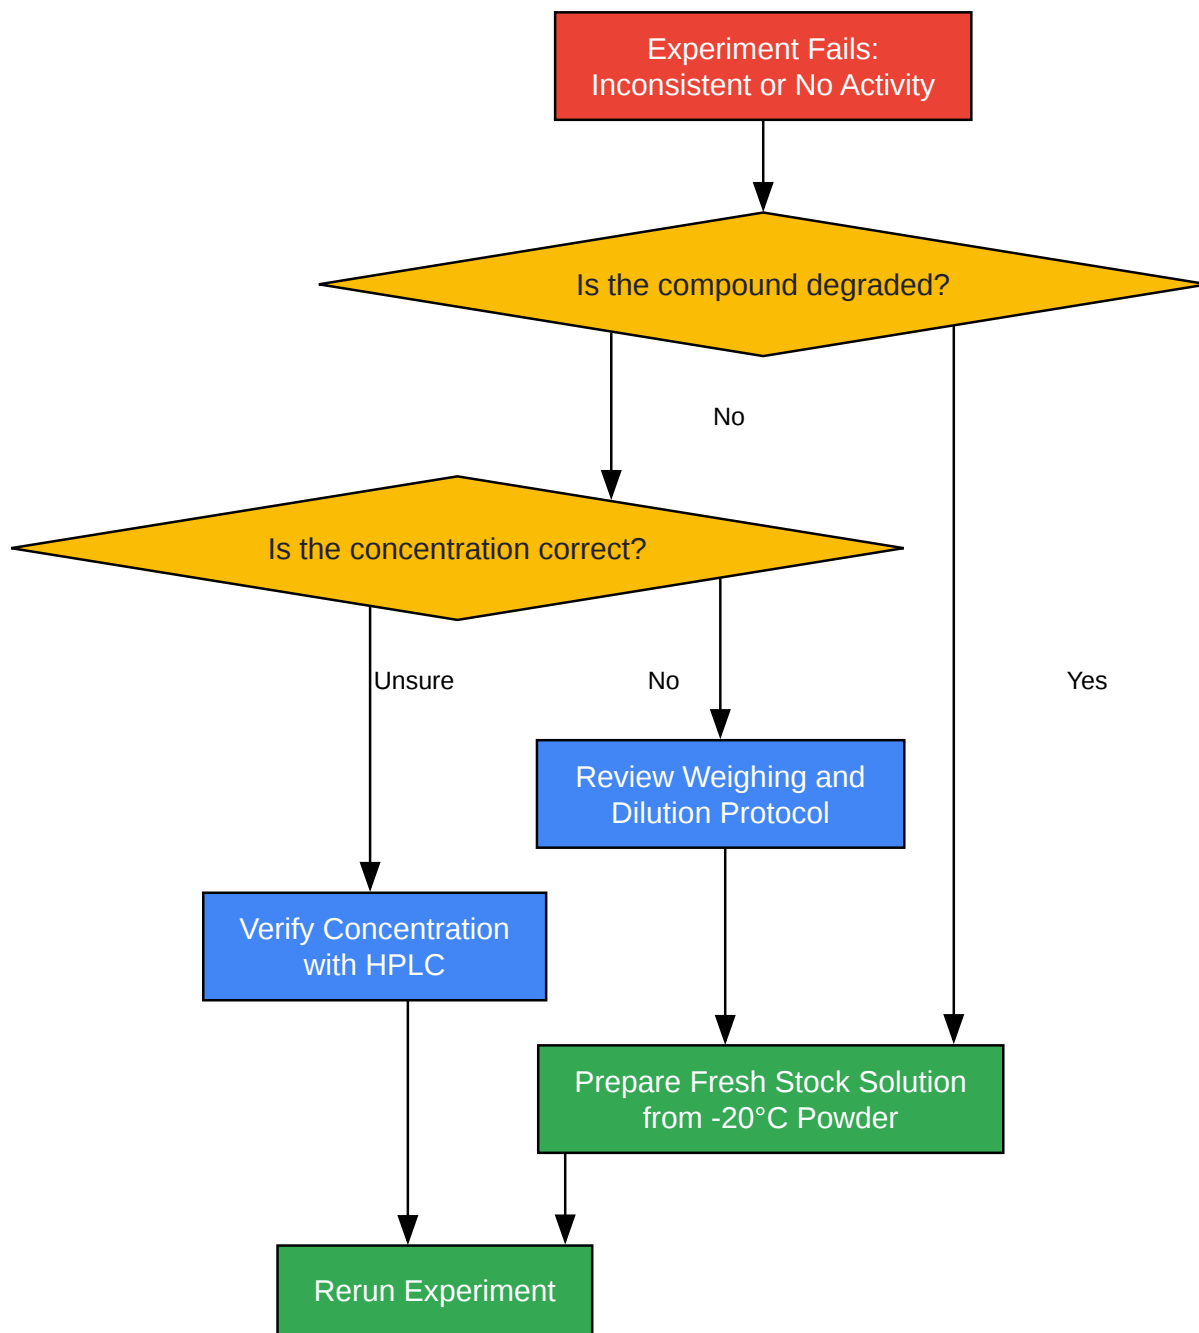 Experiment Fails:
Inconsistent or No Activity
Is the compound degraded?
No
Is the concentration correct?
Unsure
No
Yes
Review Weighing and
Dilution Protocol
Verify Concentration
with HPLC
Prepare Fresh Stock Solution
from -20°C Powder
Rerun Experiment